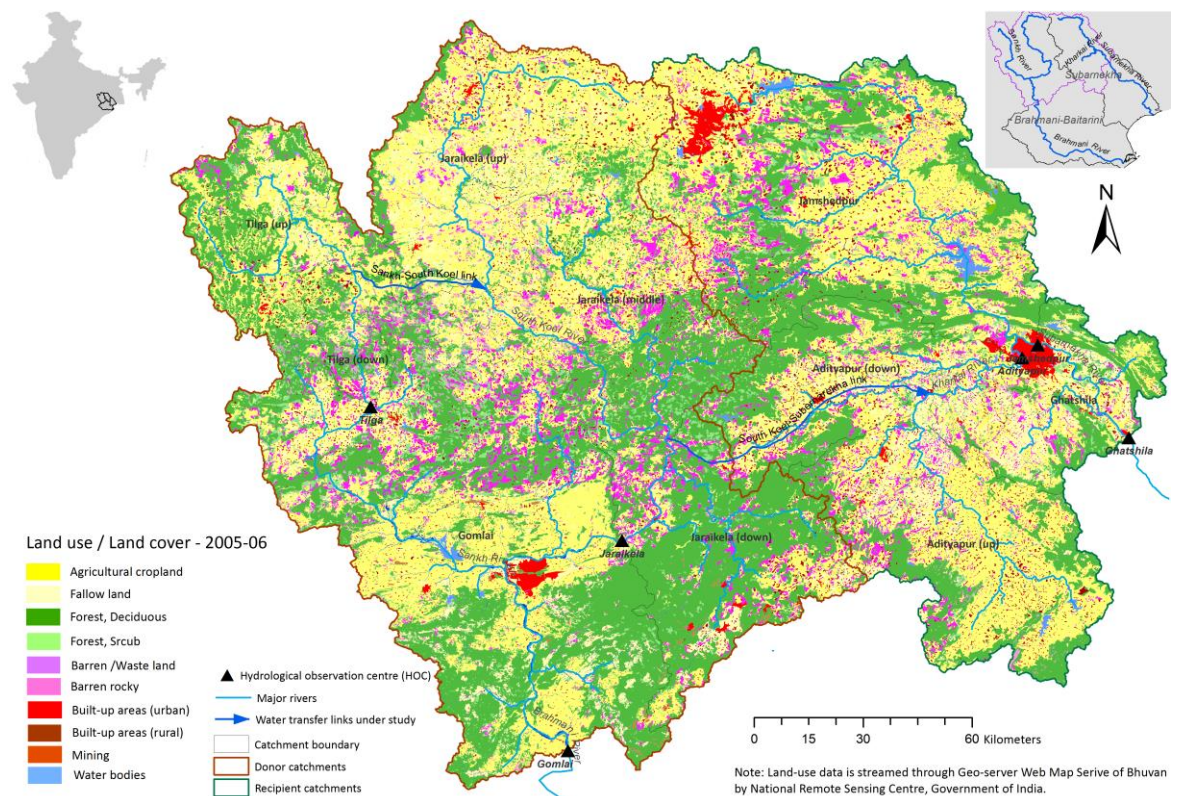 Sankh River
Kharkai River
Subarnrekha River
Subarnekha
Brahmani-Baitarini
Brahmani River
N
Jaraikela (up)
Jamshedpur
Tilga (up)
Sankh-South Koel link
Jaraikela (middle)
South Koel River
Tilga (down)
Adityapur (down)
Adityapur
South Koel-Subarnarekha link
Ghatshila
Tilga
Ghatshila
Gomlai
Jaraikela
Jaraikela (down)
Adityapur (up)
Brahmani River
Gomlai
Land use / Land cover - 2005-06
Agricultural cropland
Fallow land
Forest, Deciduous
Forest, Srcub
Barren /Waste land
Barren rocky
Built-up areas (urban)
Built-up areas (rural)
Mining
Water bodies
Hydrological observation centre (HOC)
Major rivers
Water transfer links under study
Catchment boundary
Donor catchments
Recipient catchments
0 15 30 60 Kilometers
Note: Land-use data is streamed through Geo-server Web Map Serive of Bhuvan
by National Remote Sensing Centre, Government of India.